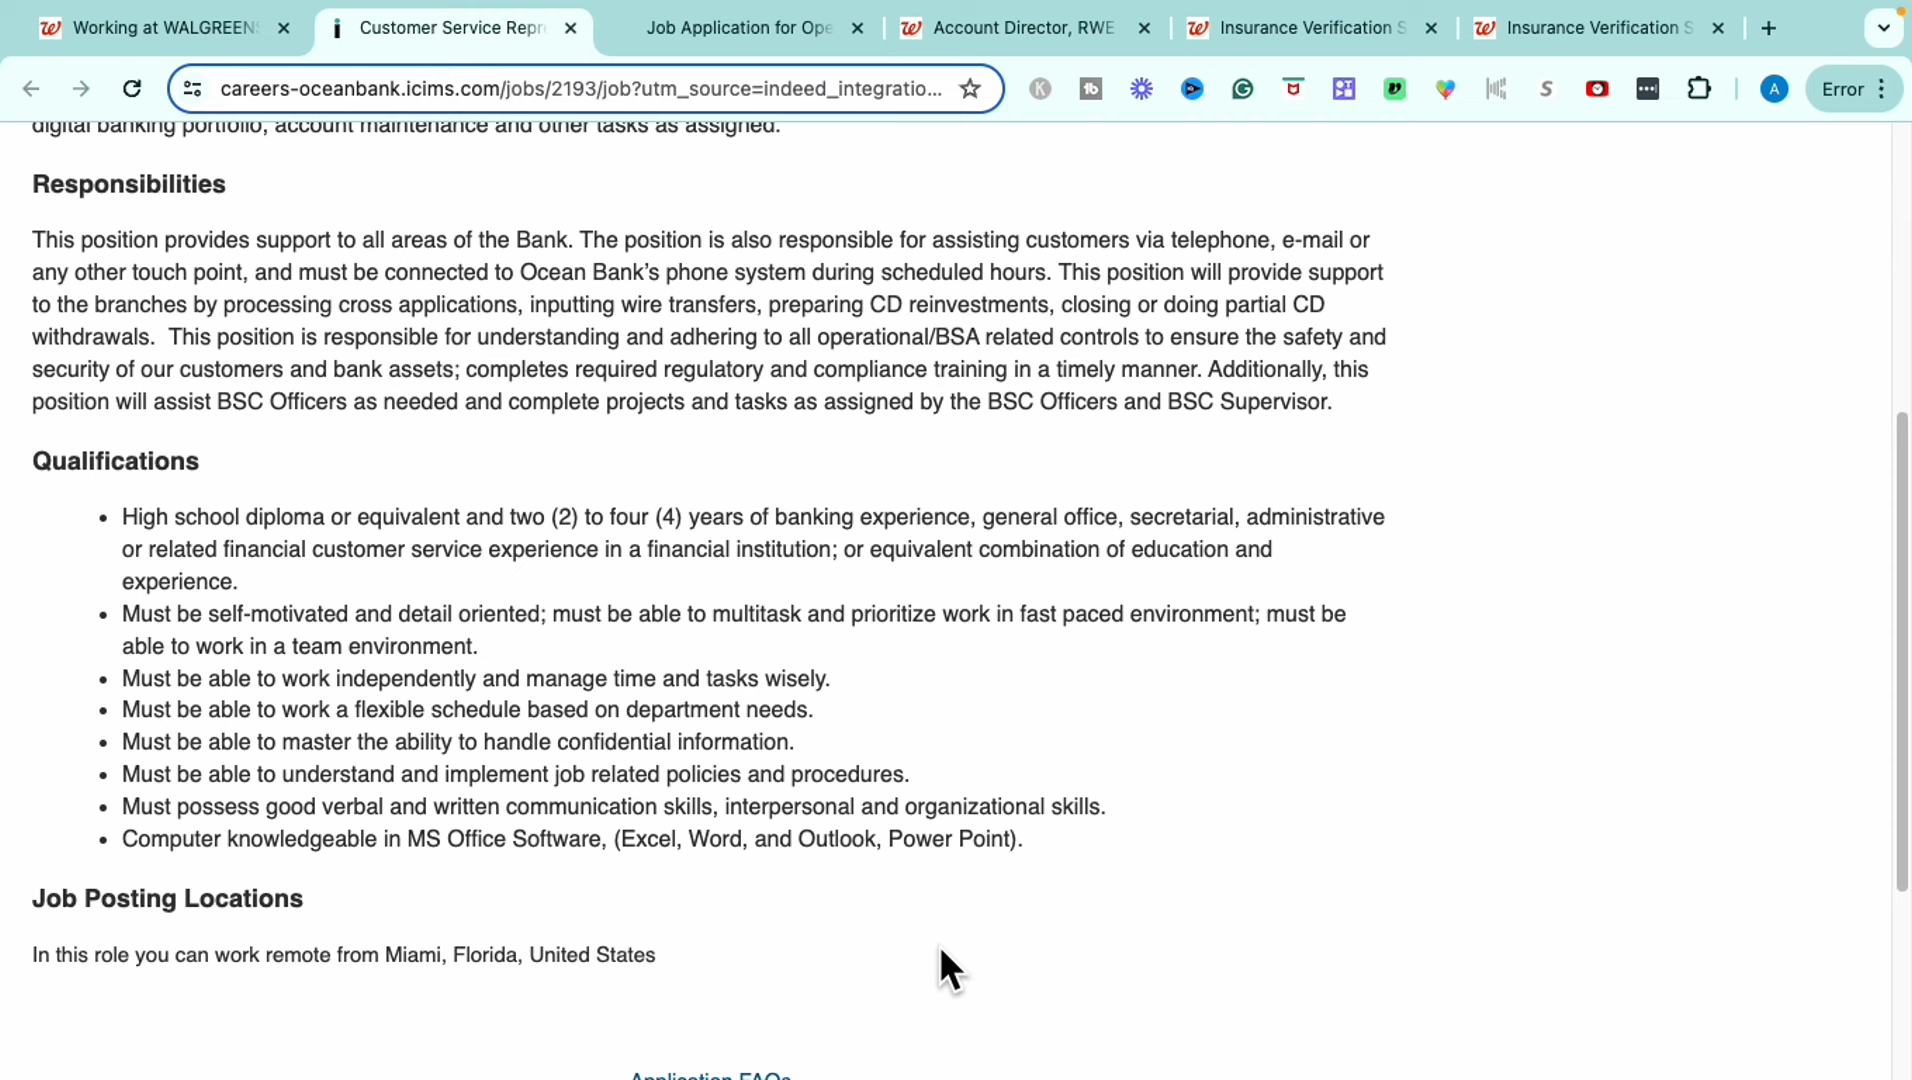 Working at WALGREENS
Customer Service Repr
Job Application for Ope
Account Director, RWE
Insurance Verification S
Insurance Verification S
careers-oceanbank.icims.com/jobs/2193/job?utm_source=indeed_integratio...
Error
digital banking portfolio, account maintenance and other tasks as assigned.
Responsibilities
This position provides support to all areas of the Bank. The position is also responsible for assisting customers via telephone, e-mail or
any other touch point, and must be connected to Ocean Bank’s phone system during scheduled hours. This position will provide support
to the branches by processing cross applications, inputting wire transfers, preparing CD reinvestments, closing or doing partial CD
withdrawals.  This position is responsible for understanding and adhering to all operational/BSA related controls to ensure the safety and
security of our customers and bank assets; completes required regulatory and compliance training in a timely manner. Additionally, this
position will assist BSC Officers as needed and complete projects and tasks as assigned by the BSC Officers and BSC Supervisor.
Qualifications
• High school diploma or equivalent and two (2) to four (4) years of banking experience, general office, secretarial, administrative
or related financial customer service experience in a financial institution; or equivalent combination of education and
experience.
• Must be self-motivated and detail oriented; must be able to multitask and prioritize work in fast paced environment; must be
able to work in a team environment.
• Must be able to work independently and manage time and tasks wisely.
• Must be able to work a flexible schedule based on department needs.
• Must be able to master the ability to handle confidential information.
• Must be able to understand and implement job related policies and procedures.
• Must possess good verbal and written communication skills, interpersonal and organizational skills.
• Computer knowledgeable in MS Office Software, (Excel, Word, and Outlook, Power Point).
Job Posting Locations
In this role you can work remote from Miami, Florida, United States
Application FAQs